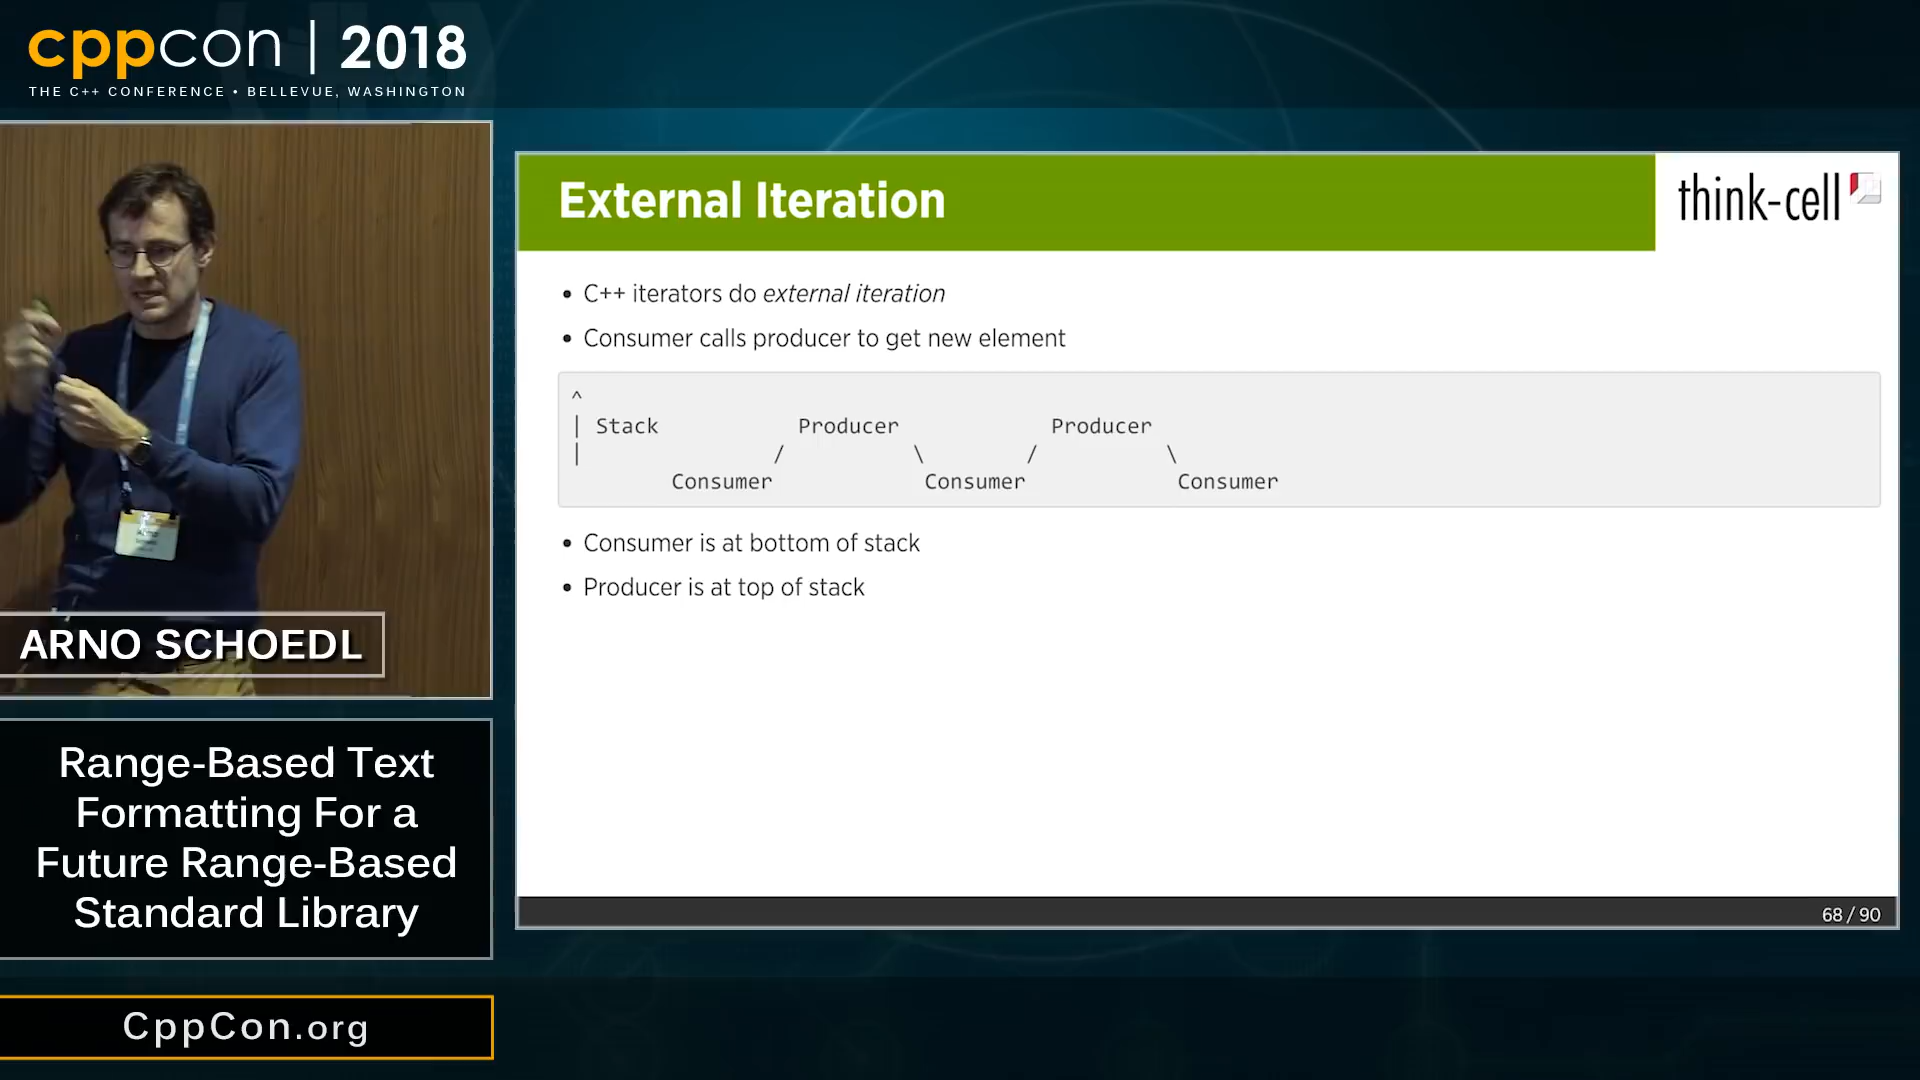 cppcon | 2018
THE C++ CONFERENCE • BELLEVUE, WASHINGTON
External Iteration
think-cell
• C++ iterators do external iteration
• Consumer calls producer to get new element
^
| Stack Producer Producer
| / \ / \
Consumer Consumer Consumer
• Consumer is at bottom of stack
• Producer is at top of stack
68 / 90
ARNO SCHOEDL
Range-Based Text
Formatting For a
Future Range-Based
Standard Library
CppCon.org